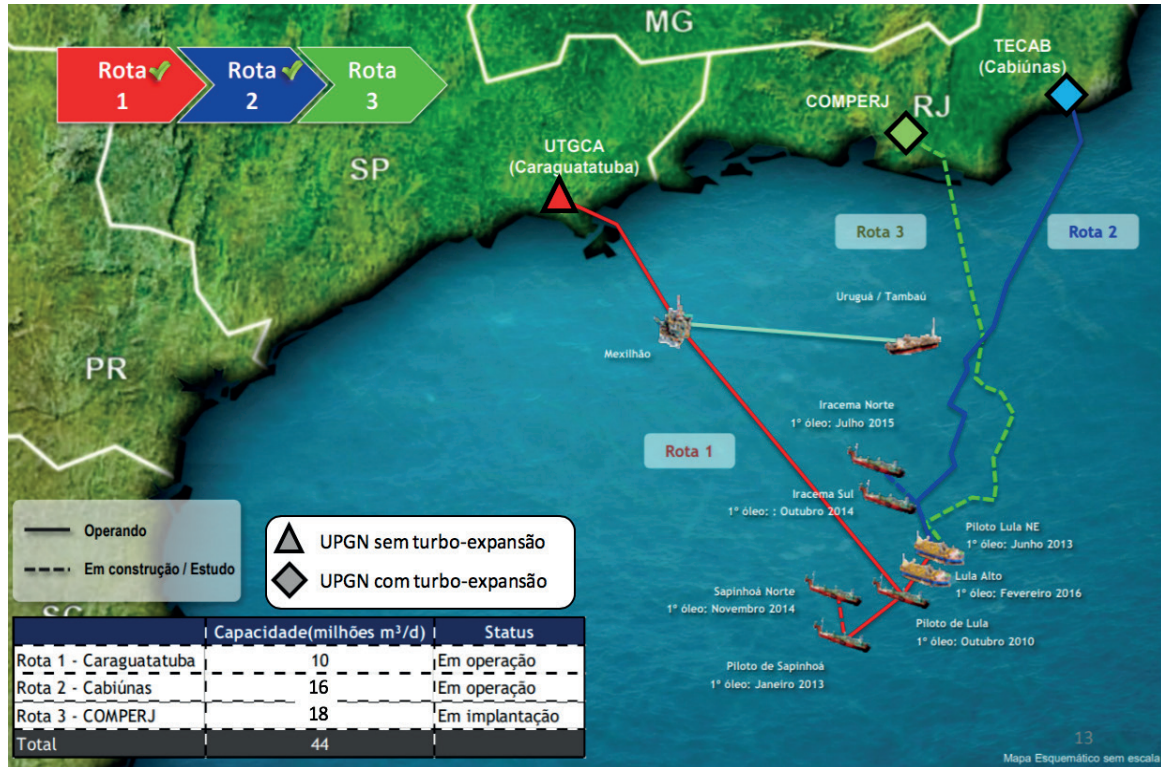 MG
TECAB
(Cabiúnas)
Rota
1
Rota
2
Rota
3
COMPERJ
RJ
UTGCA
(Caraguatatuba)
SP
Rota 3
Rota 2
Uruguá / Tambaú
Mexilhão
PR
Iracema Norte
1º óleo: Julho 2015
Rota 1
Iracema Sul
1º óleo: : Outubro 2014
Operando
Em construção / Estudo
UPGN sem turbo-expansão
UPGN com turbo-expansão
Piloto Lula NE
1º óleo: Junho 2013
Lula Alto
1º óleo: Fevereiro 2016
Sapinhoá Norte
1º óleo: Novembro 2014
Piloto de Lula
1º óleo: Outubro 2010
Piloto de Sapinhoá
1º óleo: Janeiro 2013
SC
Capacidade(milhões m³/d) Status
Rota 1 - Caraguatatuba 10 Em operação
Rota 2 - Cabiúnas 16 Em operação
Rota 3 - COMPERJ 18 Em implantação
Total 44
13
Mapa Esquemático sem escala